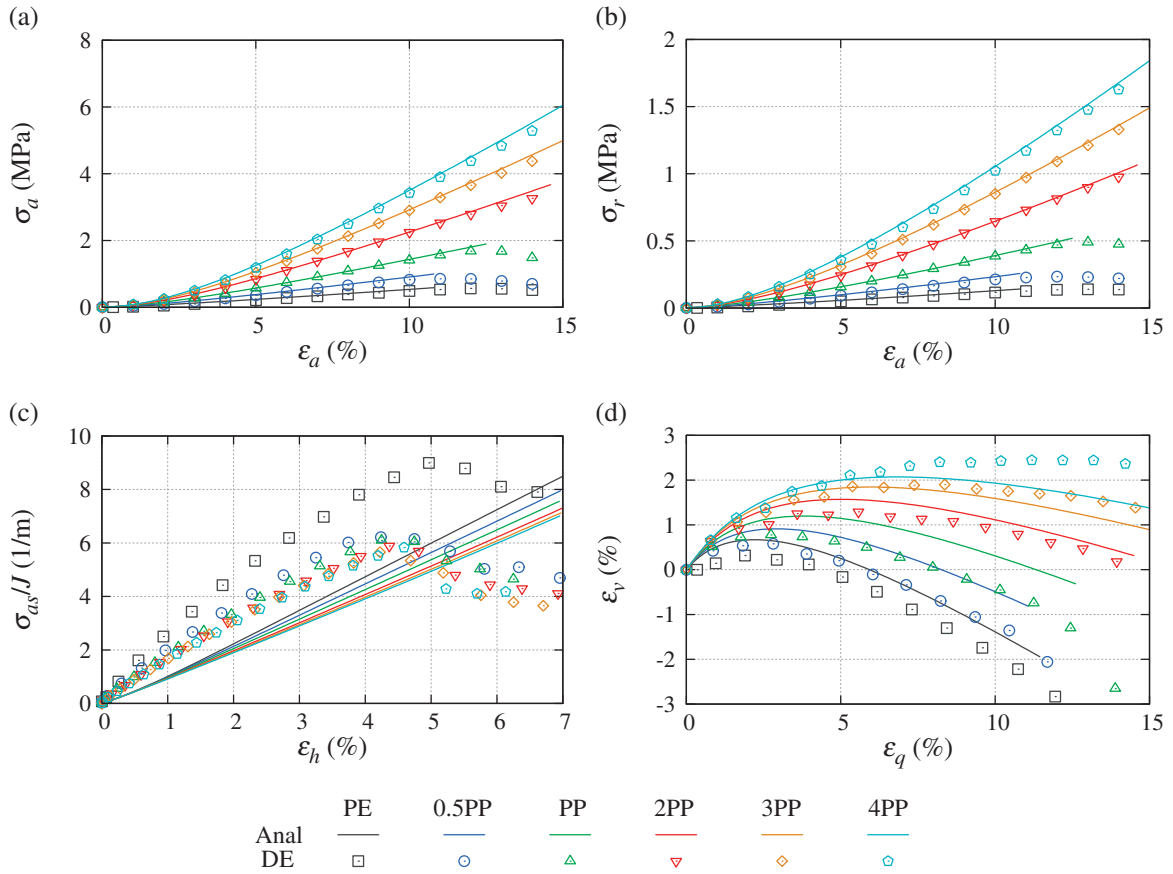 (a)
8
6
4
2
0
0 5 10 15
σa (MPa)
εa (%)
(b)
2
1.5
1
0.5
0
0 5 10 15
σr (MPa)
εa (%)
(c)
10
8
6
4
2
0
0 1 2 3 4 5 6 7
σas/J (1/m)
εh (%)
(d)
3
2
1
0
-1
-2
-3
0 5 10 15
εv (%)
εq (%)
PE 0.5PP PP 2PP 3PP 4PP
Anal
DE